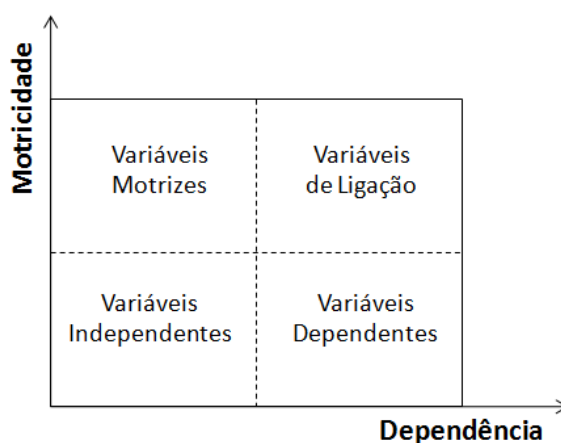 Motricidade
Variáveis
Motrizes
Variáveis
de Ligação
Variáveis
Independentes
Variáveis
Dependentes
Dependência